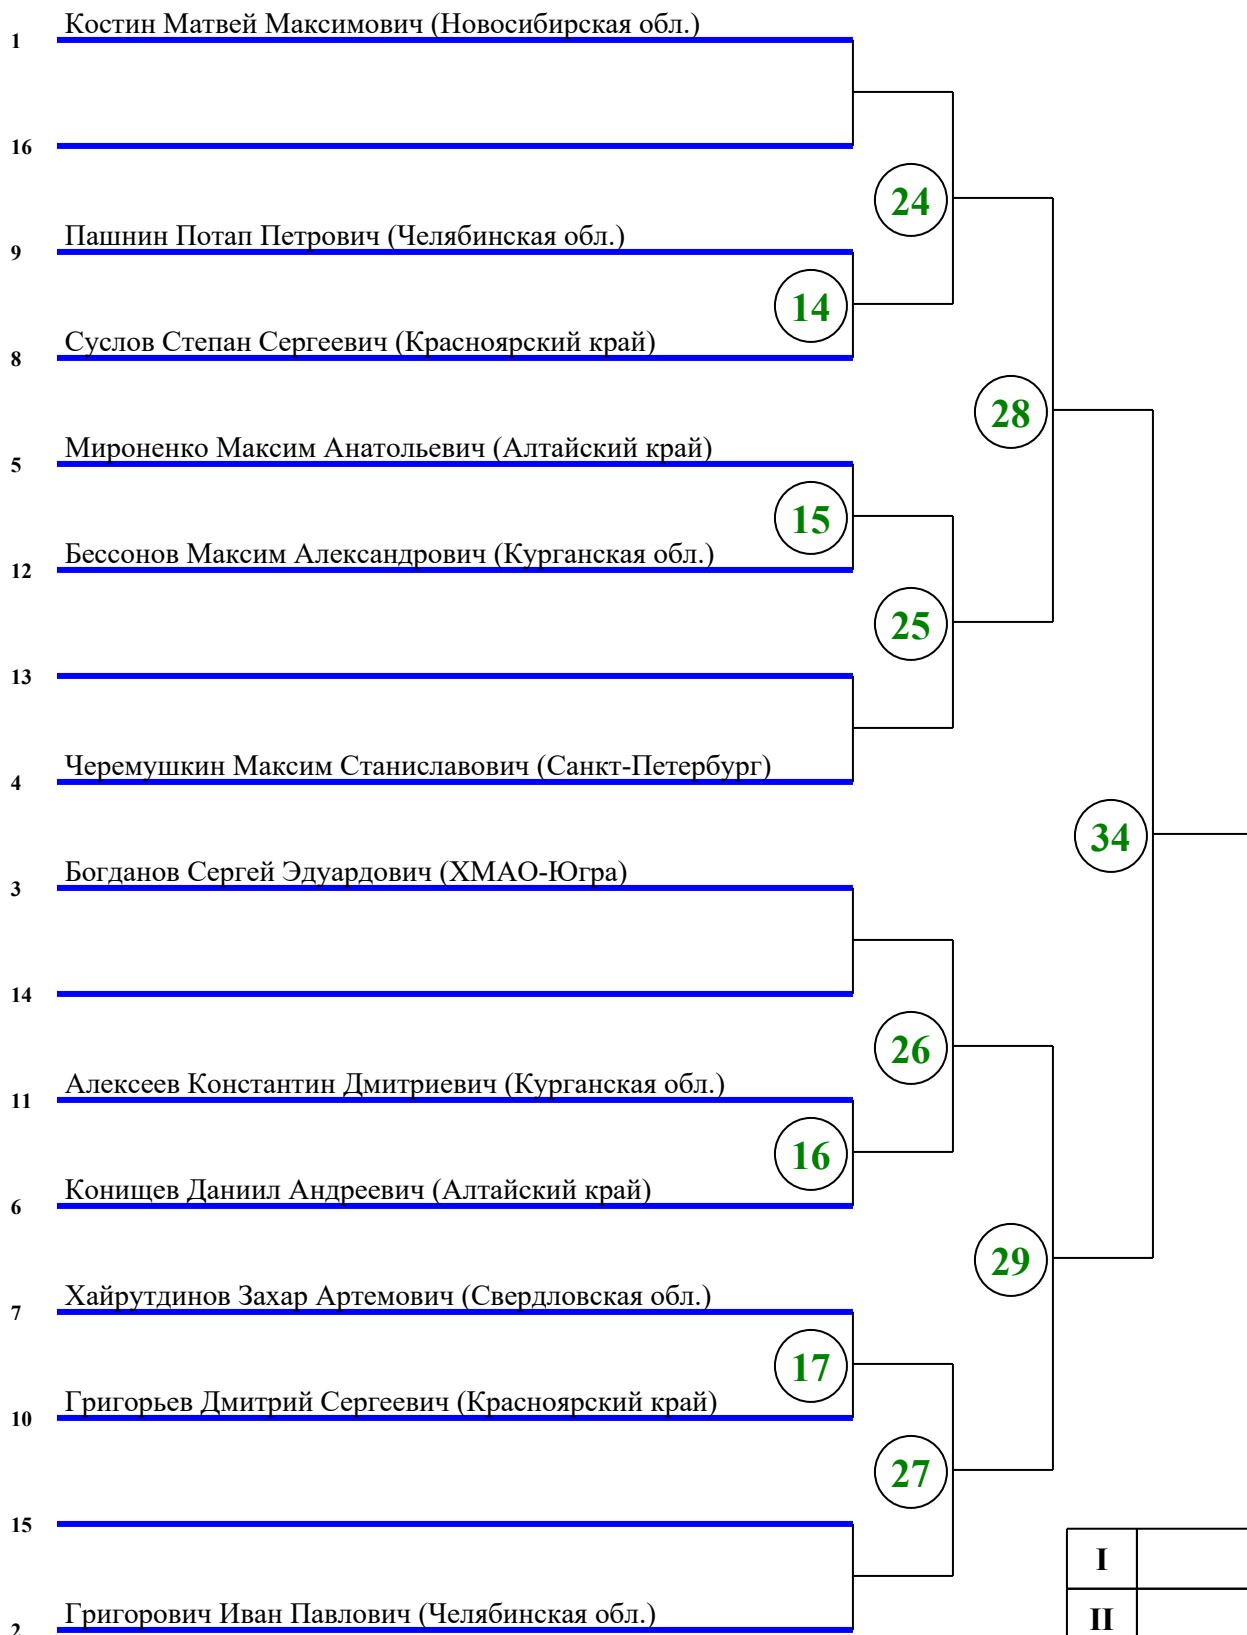 1 Костин Матвей Максимович (Новосибирская обл.)
16
24
9 Пашнин Потап Петрович (Челябинская обл.)
14
8 Суслов Степан Сергеевич (Красноярский край)
28
5 Мироненко Максим Анатольевич (Алтайский край)
15
12 Бессонов Максим Александрович (Курганская обл.)
25
13
4 Черемушкин Максим Станиславович (Санкт-Петербург)
34
3 Богданов Сергей Эдуардович (ХМАО-Югра)
14
26
11 Алексеев Константин Дмитриевич (Курганская обл.)
16
6 Конищев Даниил Андреевич (Алтайский край)
29
7 Хайрутдинов Захар Артемович (Свердловская обл.)
17
10 Григорьев Дмитрий Сергеевич (Красноярский край)
27
15
I
2 Григорович Иван Павлович (Челябинская обл.)
II